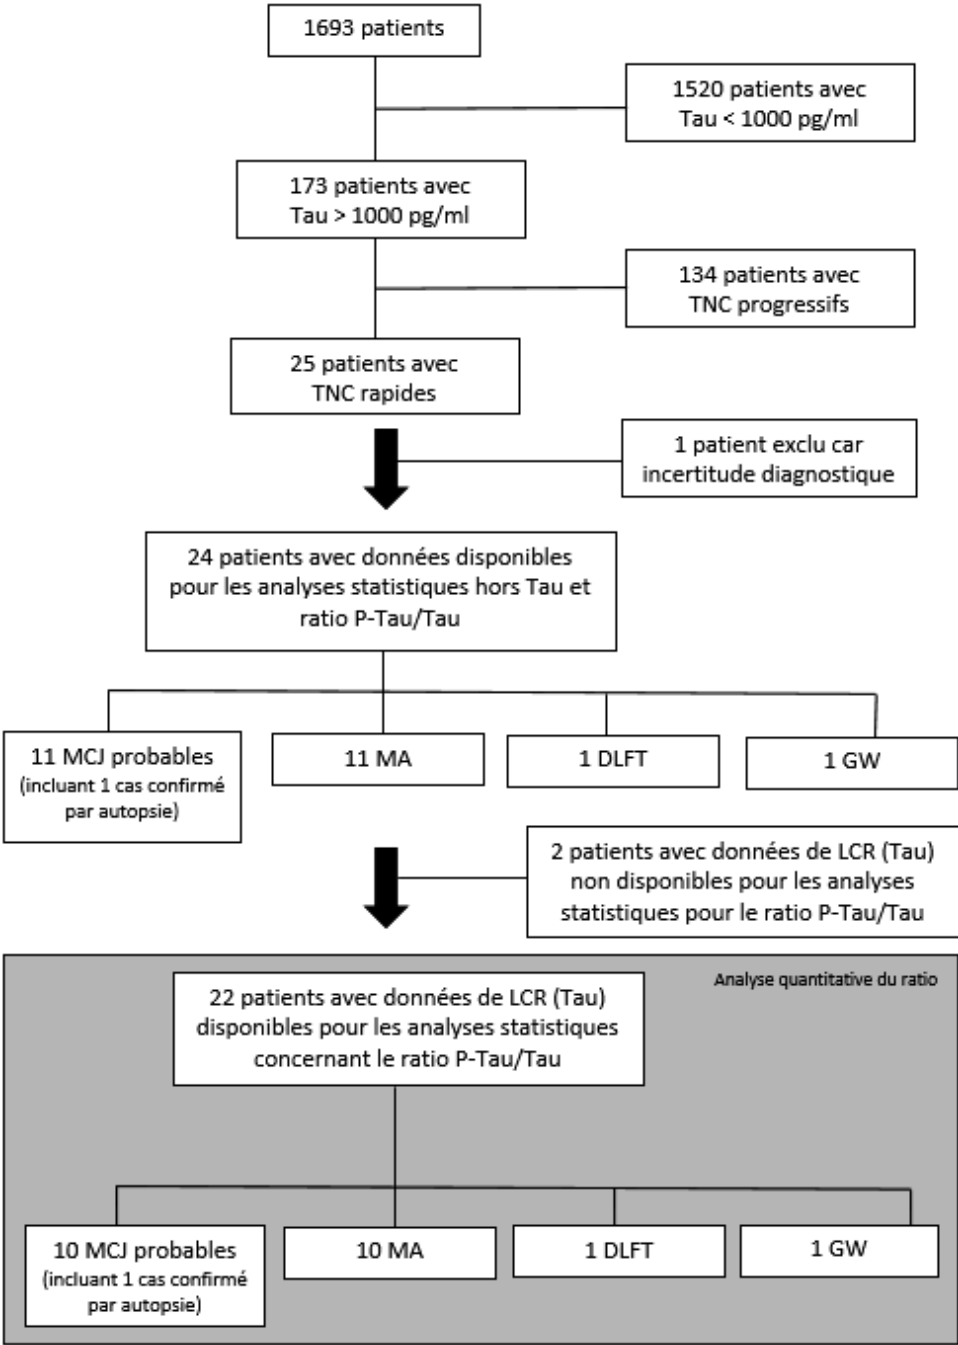 1693 patients
1520 patients avec
Tau < 1000 pg/ml
173 patients avec
Tau > 1000 pg/ml
134 patients avec
TNC progressifs
25 patients avec
TNC rapides
1 patient exclu car
incertitude diagnostique
24 patients avec données disponibles
pour les analyses statistiques hors Tau et
ratio P-Tau/Tau
11 MCJ probables
(incluant 1 cas confirmé
par autopsie)
11 MA
1 DLFT
1 GW
2 patients avec données de LCR (Tau)
non disponibles pour les analyses
statistiques pour le ratio P-Tau/Tau
Analyse quantitative du ratio
22 patients avec données de LCR (Tau)
disponibles pour les analyses statistiques
concernant le ratio P-Tau/Tau
10 MCJ probables
(incluant 1 cas confirmé
par autopsie)
10 MA
1 DLFT
1 GW